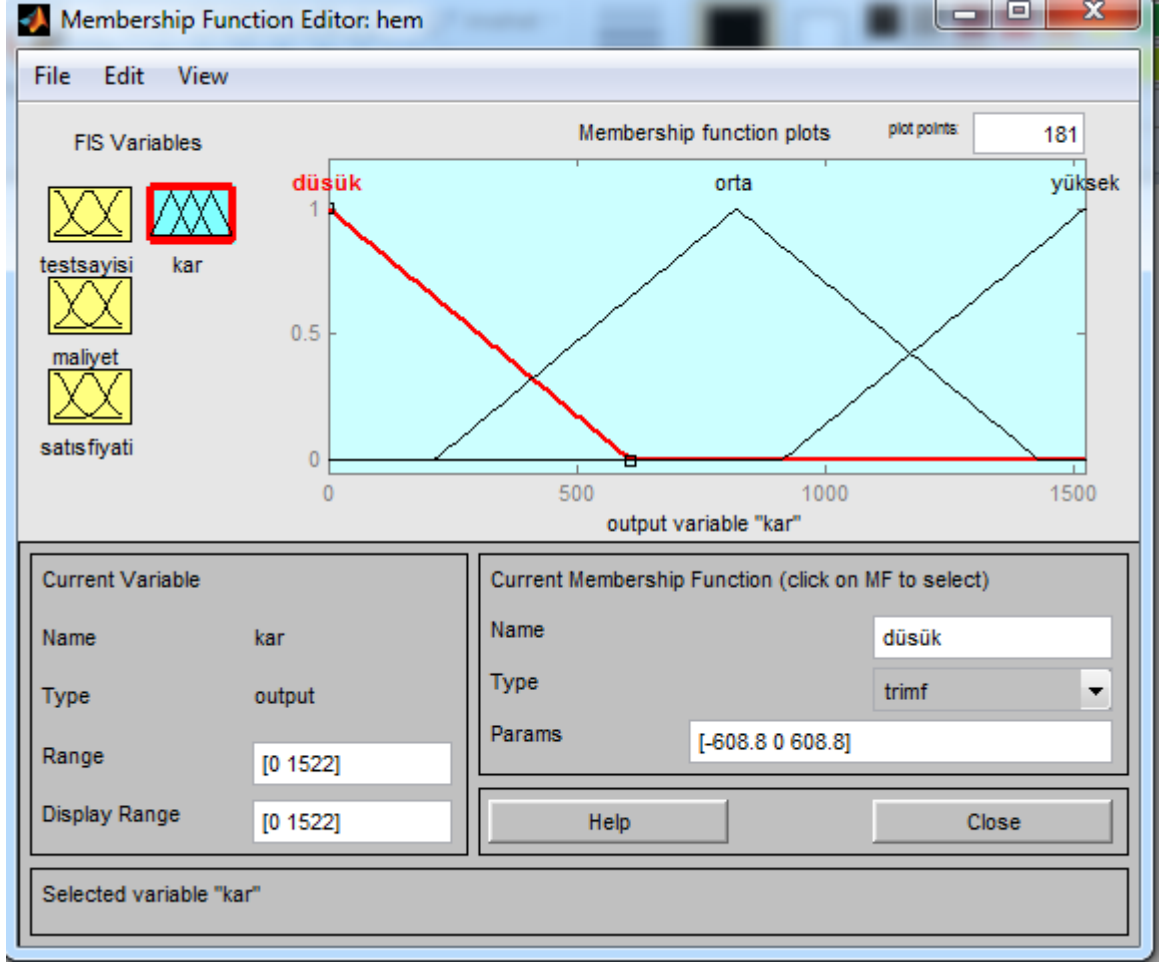 Membership Function Editor: hem
File Edit View
FIS Variables
testsayisi kar
maliyet
satısfiyati
Membership function plots plot points: 181
düsük orta yüksek
1
0.5
0
0 500 1000 1500
output variable "kar"
Current Variable
Name kar
Type output
Range [0 1522]
Display Range [0 1522]
Current Membership Function (click on MF to select)
Name düsük
Type trimf
Params [-608.8 0 608.8]
Help Close
Selected variable "kar"